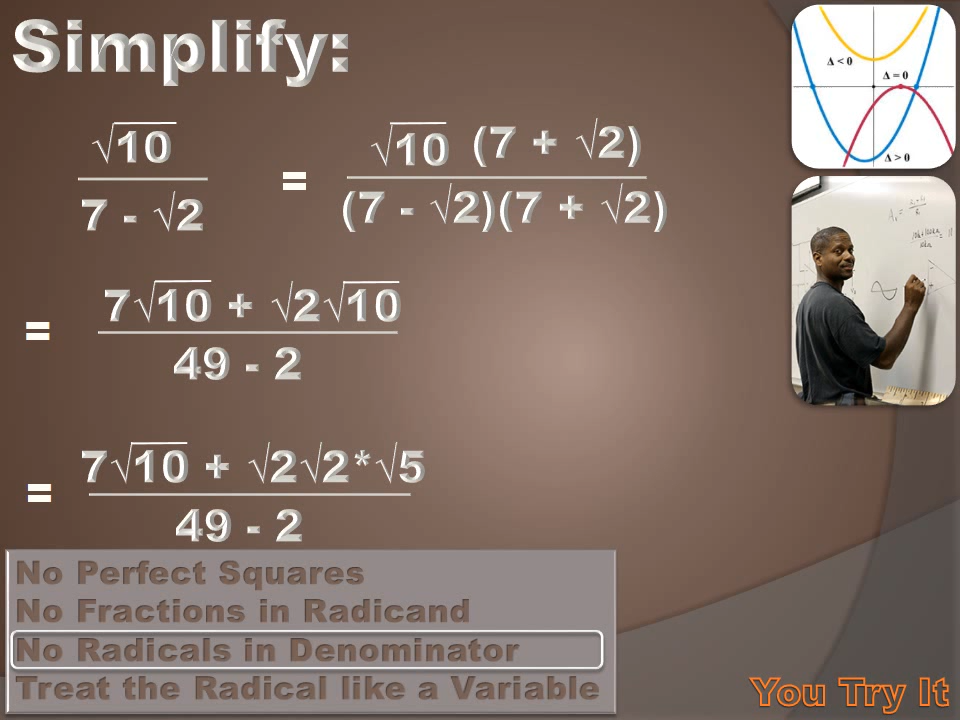 Simplify:
√10 / 7 - √2 = √10 (7 + √2) / (7 - √2)(7 + √2)
= 7√10 + √2√10 / 49 - 2
= 7√10 + √2√2*√5 / 49 - 2
No Perfect Squares
No Fractions in Radicand
No Radicals in Denominator
Treat the Radical like a Variable
Δ < 0
Δ = 0
Δ > 0
You Try It